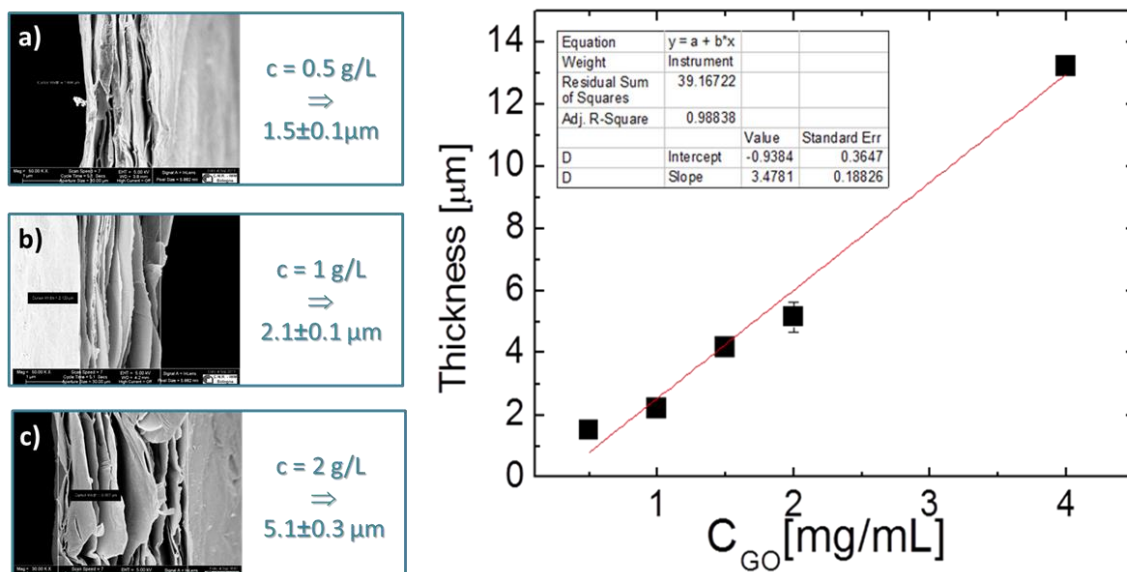 a)
c = 0.5 g/L
⇒
1.5±0.1µm
b)
c = 1 g/L
⇒
2.1±0.1 µm
c)
c = 2 g/L
⇒
5.1±0.3 µm
Thickness [µm]
14
12
10
8
6
4
2
0
Equation y = a + b*x
Weight Instrument
Residual Sum of Squares 39.16722
Adj. R-Square 0.98838
Value Standard Err
D Intercept -0.9384 0.3647
D Slope 3.4781 0.18826
1 2 3 4
C_GO [mg/mL]